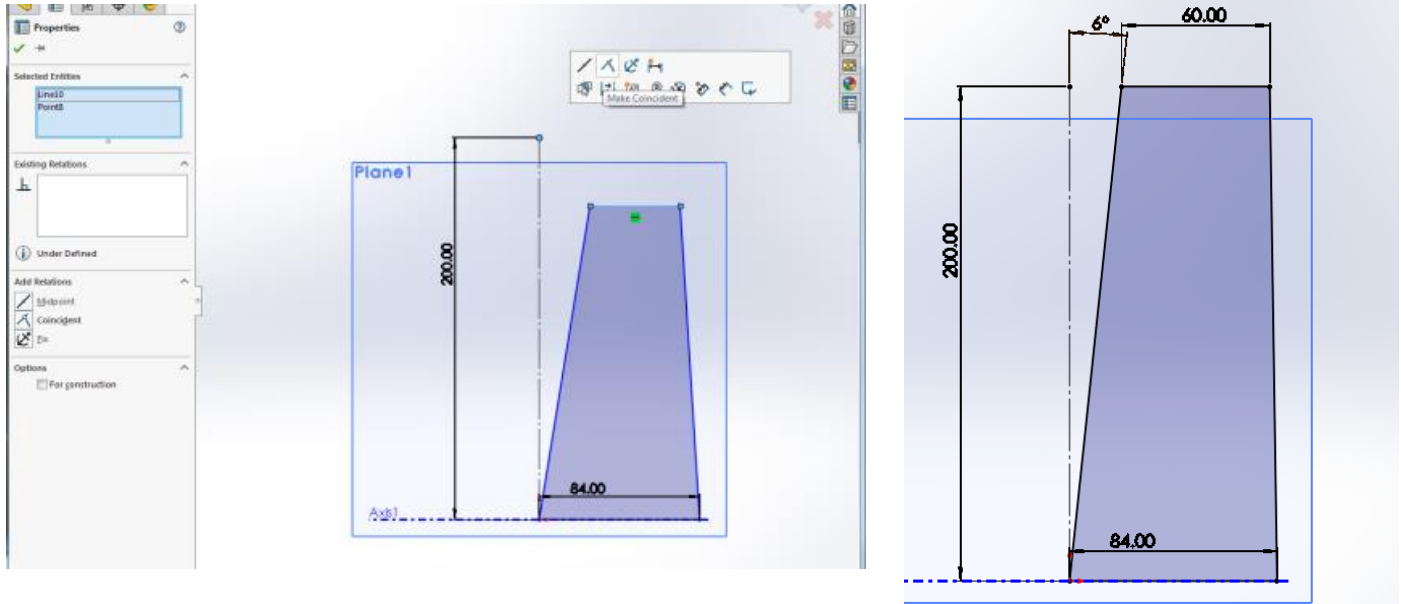 Properties
Selected Entities
Line10
Point8
Existing Relations
Under Defined
Add Relations
Midpoint
Coincident
Fix
Options
For construction
Make Coincident
Plane1
200.00
84.00
Axis1
6°
60.00
200.00
84.00